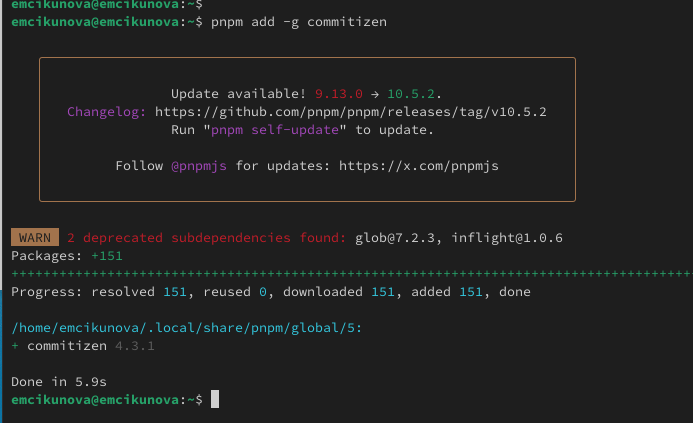 emcikunova@emcikunova:~$
emcikunova@emcikunova:~$ pnpm add -g commitizen
Update available! 9.13.0 → 10.5.2.
Changelog: https://github.com/pnpm/pnpm/releases/tag/v10.5.2
Run "pnpm self-update" to update.
Follow @pnpmjs for updates: https://x.com/pnpmjs
WARN 2 deprecated subdependencies found: glob@7.2.3, inflight@1.0.6
Packages: +151
+++++++++++++++++++++++++++++++++++++++++++++++++++++++++++++++++++++++++++++++++++++
Progress: resolved 151, reused 0, downloaded 151, added 151, done
/home/emcikunova/.local/share/pnpm/global/5:
+ commitizen 4.3.1
Done in 5.9s
emcikunova@emcikunova:~$